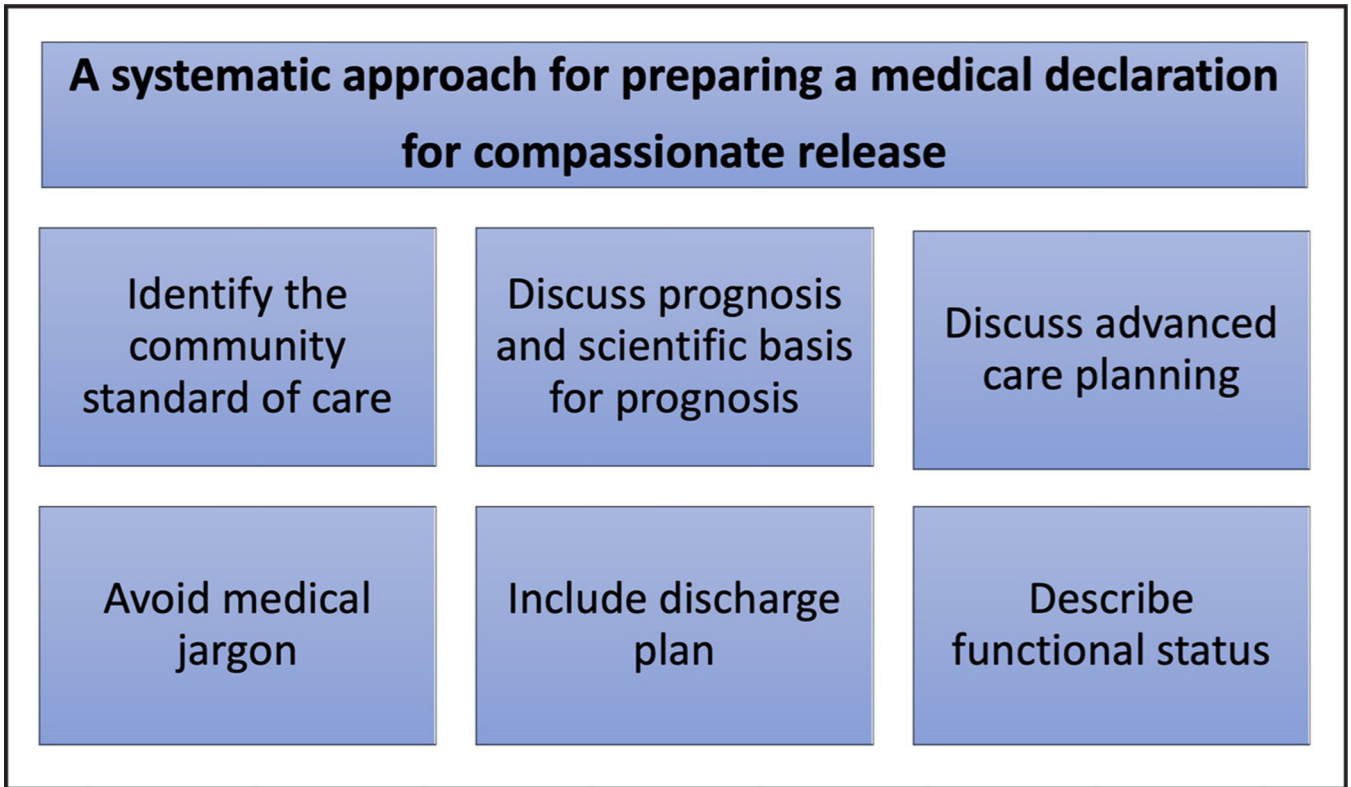 A systematic approach for preparing a medical declaration
for compassionate release
Identify the
community
standard of care
Discuss prognosis
and scientific basis
for prognosis
Discuss advanced
care planning
Avoid medical
jargon
Include discharge
plan
Describe
functional status